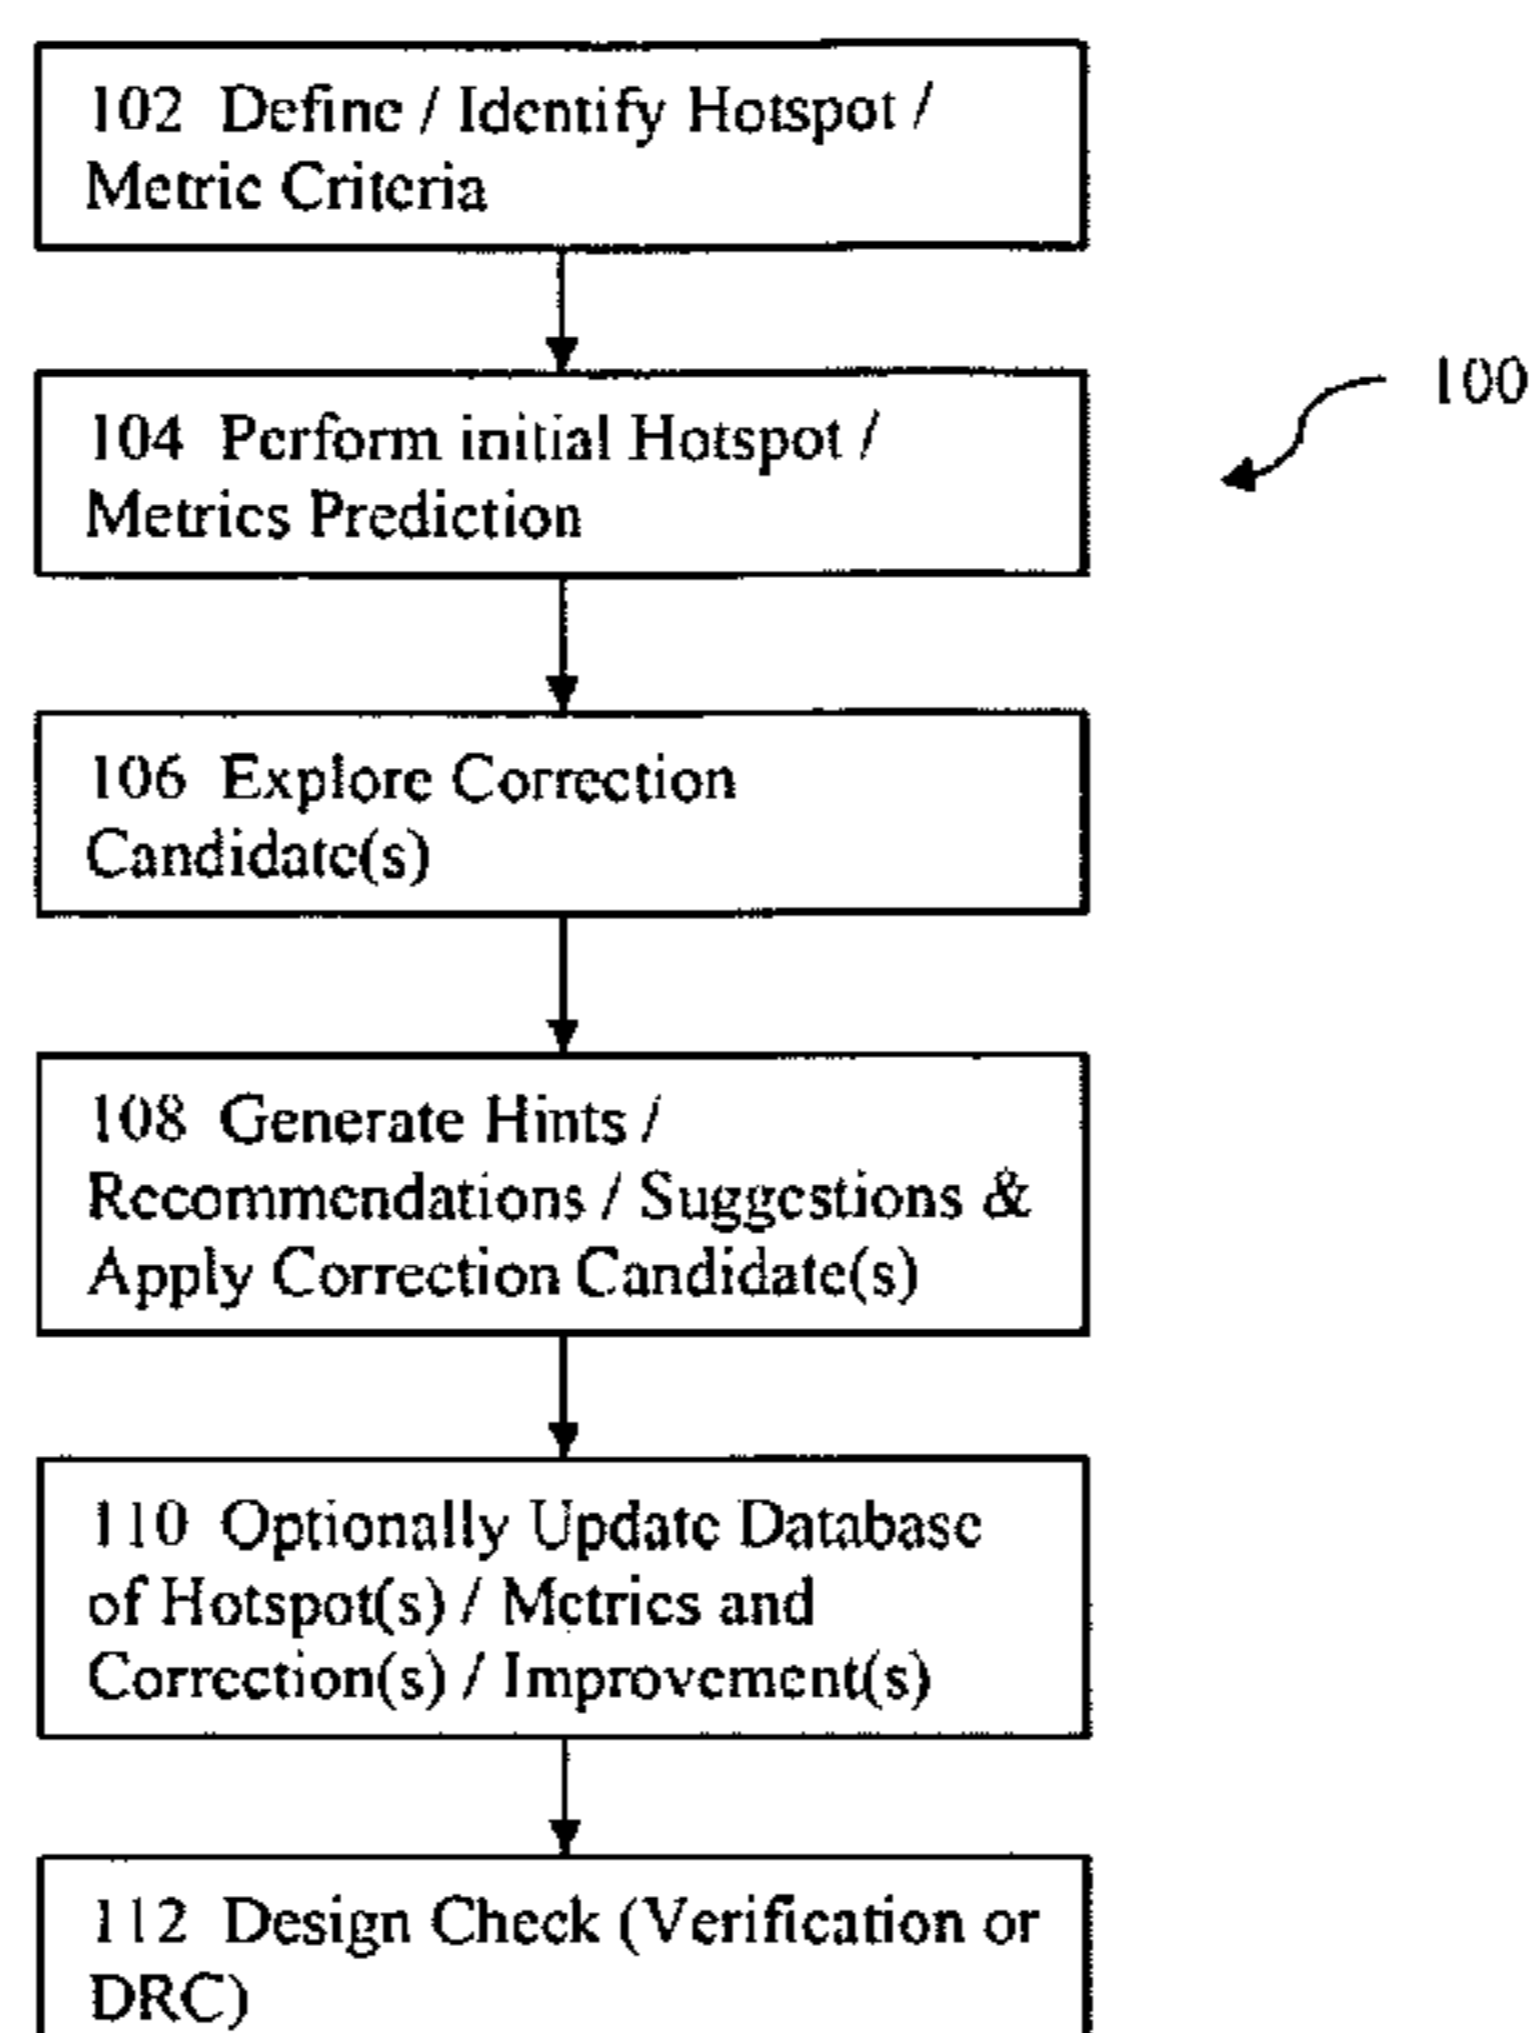 102 Define / Identify Hotspot /
Metric Criteria
100
104 Perform initial Hotspot /
Metrics Prediction
106 Explore Correction
Candidate(s)
108 Generate Hints /
Recommendations / Suggestions &
Apply Correction Candidate(s)
110 Optionally Update Database
of Hotspot(s) / Metrics and
Correction(s) / Improvement(s)
112 Design Check (Verification or
DRC)